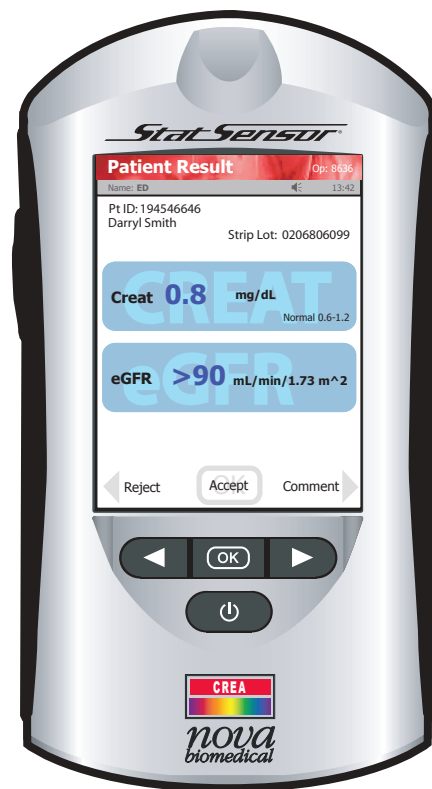 StatSensor®
Patient Result Op: 8636
Name: ED 13:42
Pt ID: 194546646
Darryl Smith
Strip Lot: 0206806099
CREAT
Creat 0.8 mg/dL
Normal 0.6-1.2
eGFR
eGFR >90 mL/min/1.73 m^2
OK
Reject Accept Comment
OK
CREA
nova
biomedical